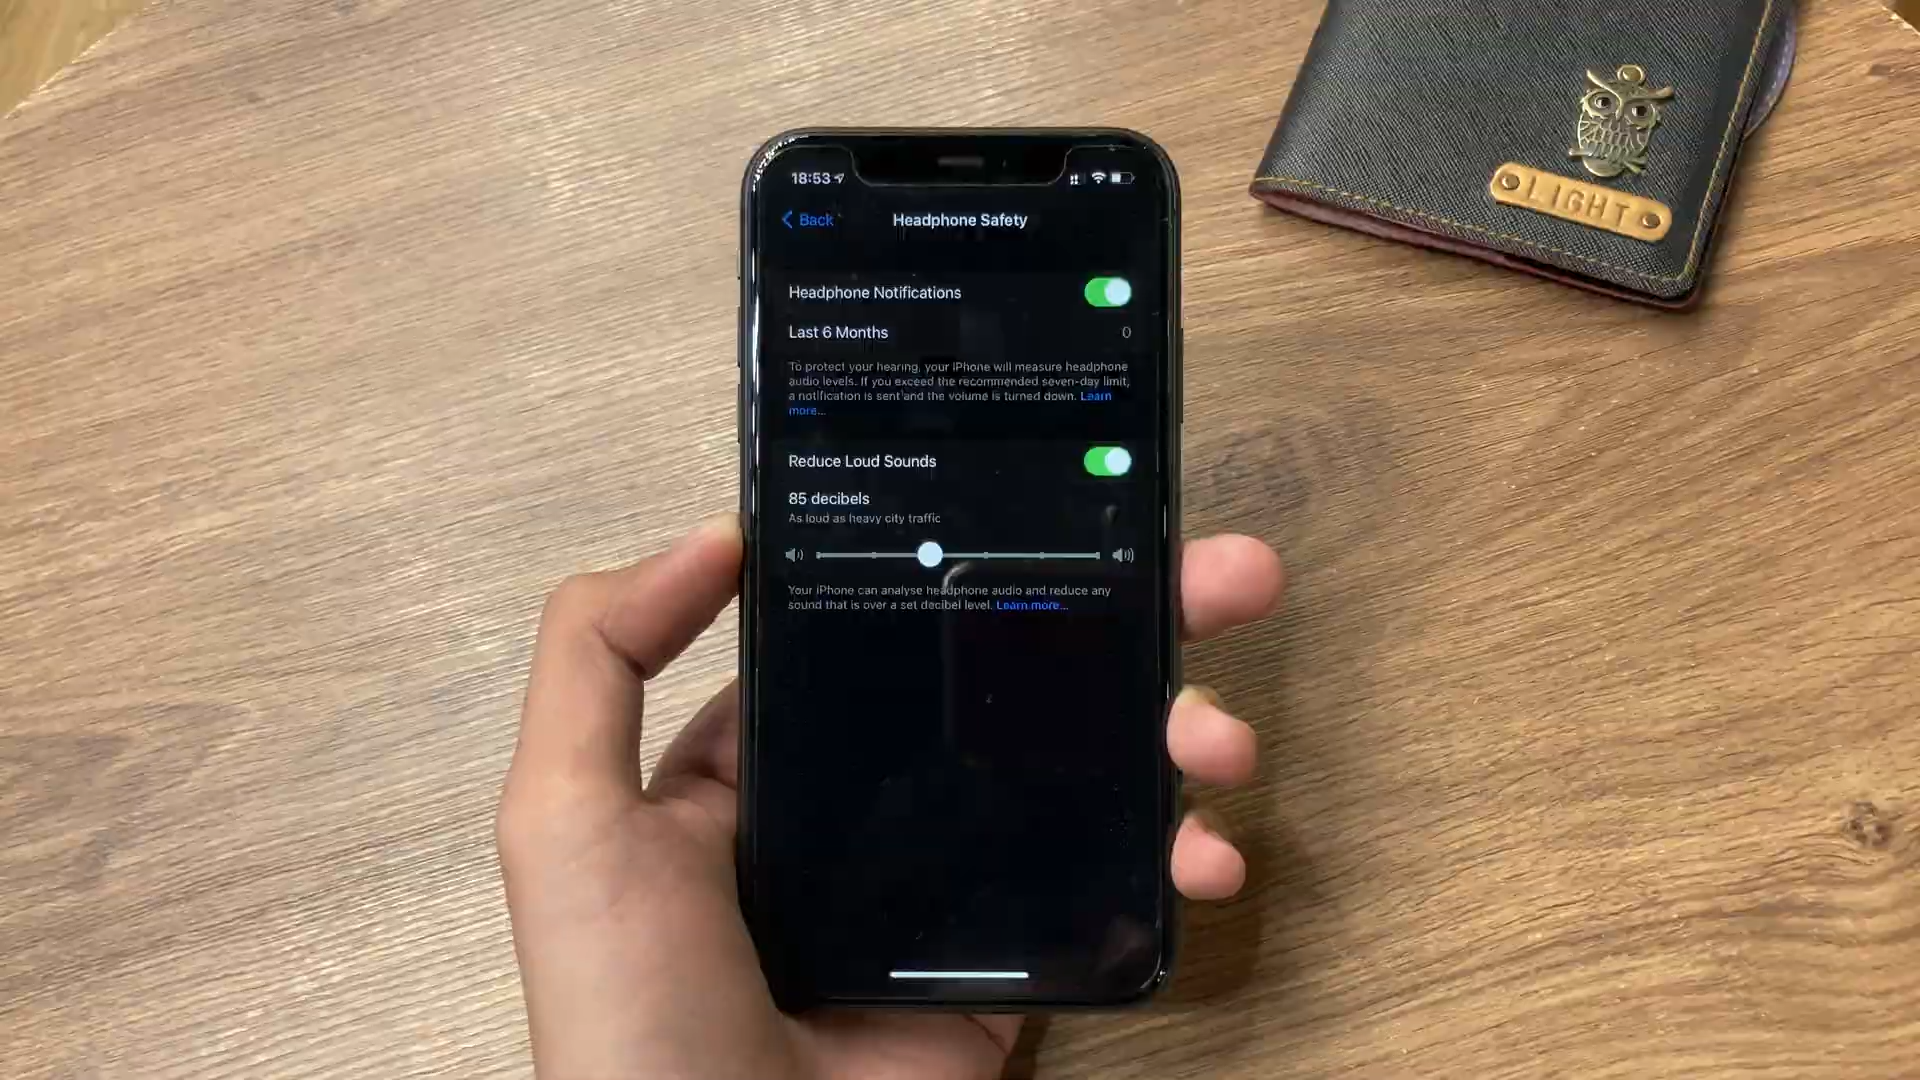 18:53
Back
Headphone Safety
Headphone Notifications
Last 6 Months 0
To protect your hearing, your iPhone will measure headphone
audio levels. If you exceed the recommended seven-day limit,
a notification is sent and the volume is turned down. Learn
more...
Reduce Loud Sounds
85 decibels
As loud as heavy city traffic
Your iPhone can analyse headphone audio and reduce any
sound that is over a set decibel level. Learn more...
LIGHT